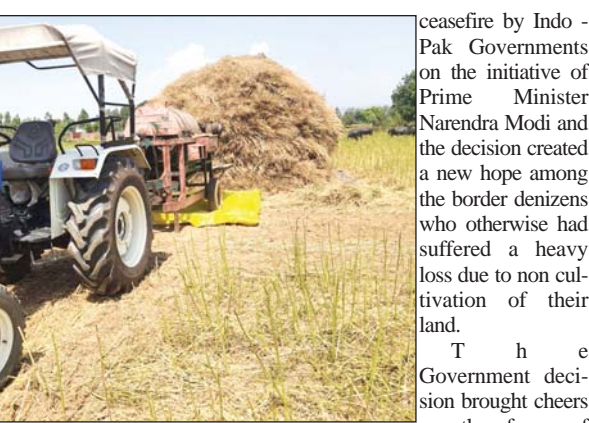 ceasefire by Indo -
Pak Governments
on the initiative of
Prime Minister
Narendra Modi and
the decision created
a new hope among
the border denizens
who otherwise had
suffered a heavy
loss due to non cul-
tivation of their
land.
T h e
Government deci-
sion brought cheers